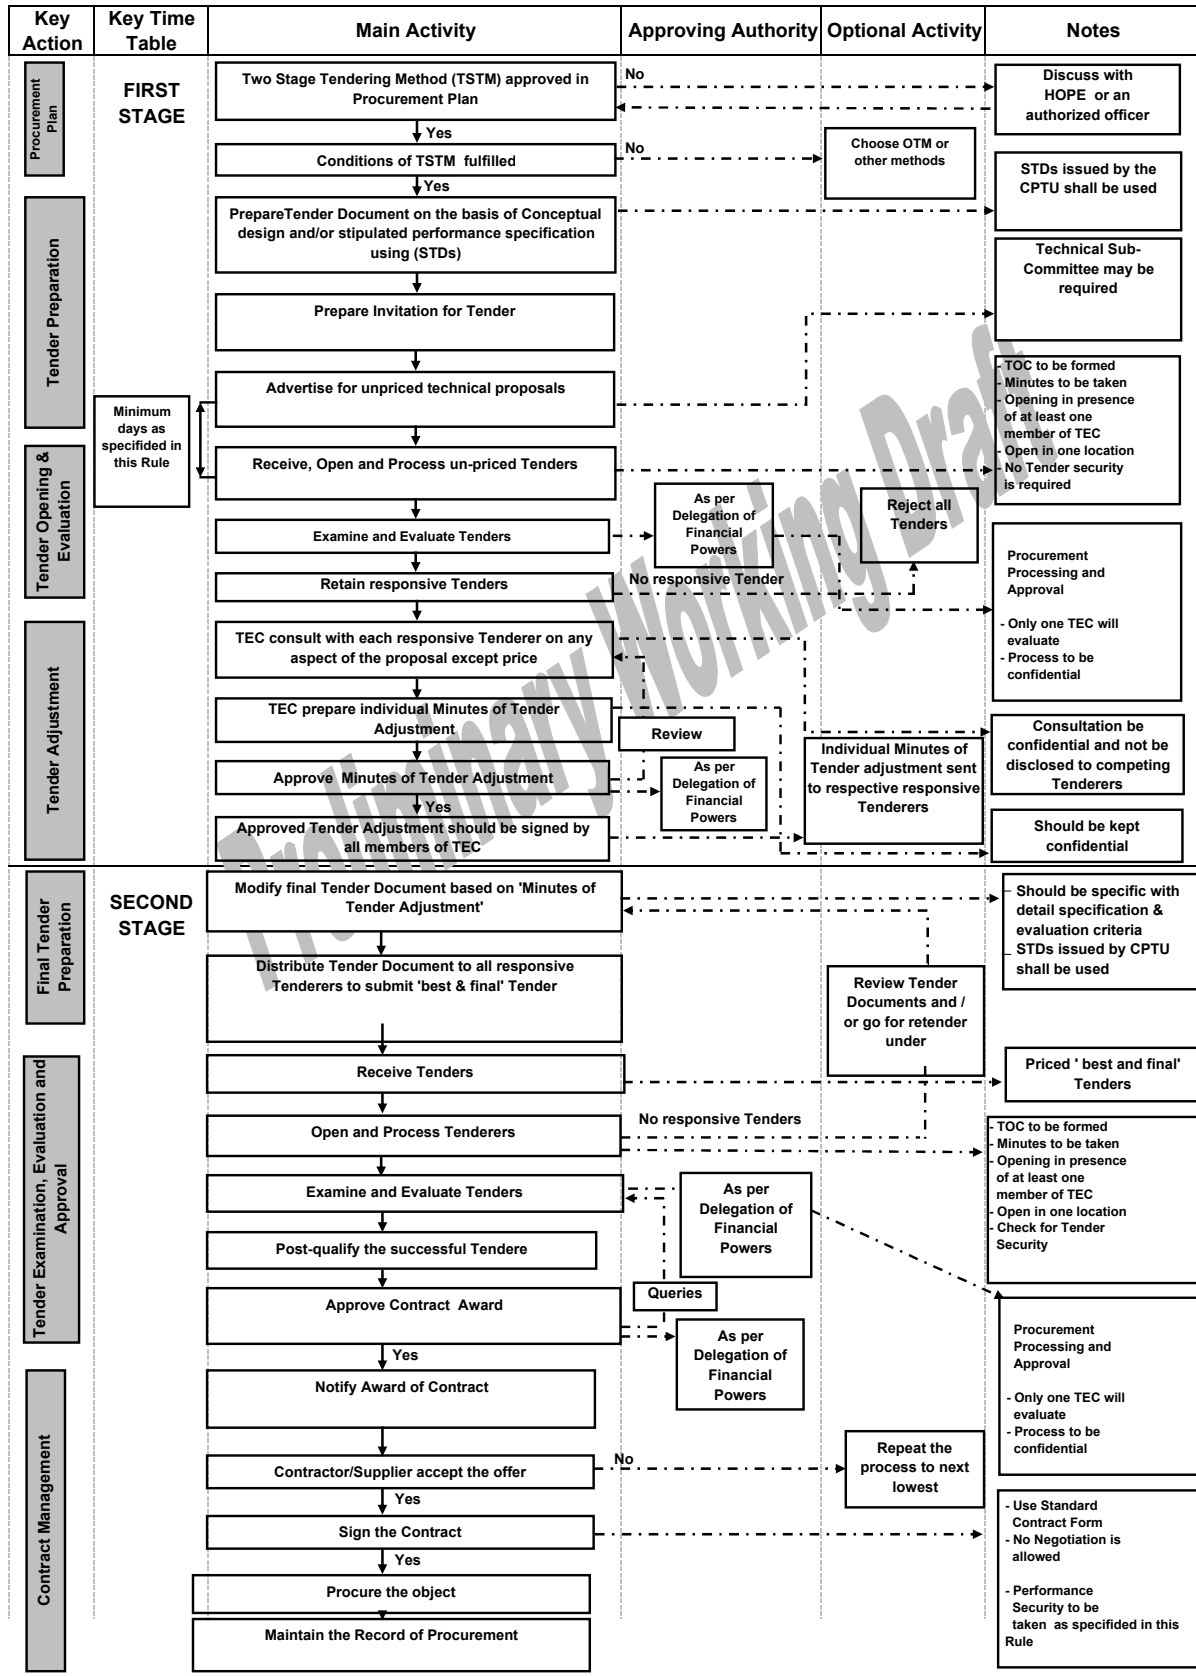 Key
Action
Key Time
Table
Main Activity
Approving Authority
Optional Activity
Notes
Procurement
Plan
FIRST
STAGE
Two Stage Tendering Method (TSTM) approved in
Procurement Plan
No
Discuss with
HOPE or an
authorized officer
Yes
Conditions of TSTM fulfilled
No
Choose OTM or
other methods
STDs issued by the
CPTU shall be used
Yes
Tender Preparation
PrepareTender Document on the basis of Conceptual
design and/or stipulated performance specification
using (STDs)
Technical Sub-
Committee may be
required
Prepare Invitation for Tender
Advertise for unpriced technical proposals
Minimum
days as
specifided in
this Rule
- TOC to be formed
- Minutes to be taken
- Opening in presence
of at least one
member of TEC
- Open in one location
- No Tender security
is required
Tender Opening &
Evaluation
Receive, Open and Process un-priced Tenders
As per
Delegation of
Financial
Powers
Reject all
Tenders
Examine and Evaluate Tenders
Procurement
Processing and
Approval
- Only one TEC will
evaluate
- Process to be
confidential
Retain responsive Tenders
No responsive Tender
Tender Adjustment
TEC consult with each responsive Tenderer on any
aspect of the proposal except price
TEC prepare individual Minutes of Tender
Adjustment
Review
Individual Minutes of
Tender adjustment sent
to respective responsive
Tenderers
Consultation be
confidential and not be
disclosed to competing
Tenderers
Approve Minutes of Tender Adjustment
As per
Delegation of
Financial
Powers
Yes
Approved Tender Adjustment should be signed by
all members of TEC
Should be kept
confidential
Preliminary Working Draft
Final Tender
Preparation
SECOND
STAGE
Modify final Tender Document based on 'Minutes of
Tender Adjustment'
– Should be specific with
detail specification &
evaluation criteria
– STDs issued by CPTU
shall be used
Distribute Tender Document to all responsive
Tenderers to submit 'best & final' Tender
Review Tender
Documents and /
or go for retender
under
Tender Examination, Evaluation and
Approval
Receive Tenders
Priced ' best and final'
Tenders
Open and Process Tenderers
No responsive Tenders
- TOC to be formed
- Minutes to be taken
- Opening in presence
of at least one
member of TEC
- Open in one location
- Check for Tender
Security
Examine and Evaluate Tenders
As per
Delegation of
Financial
Powers
Post-qualify the successful Tendere
Queries
Approve Contract Award
As per
Delegation of
Financial
Powers
Procurement
Processing and
Approval
- Only one TEC will
evaluate
- Process to be
confidential
Yes
Contract Management
Notify Award of Contract
Contractor/Supplier accept the offer
No
Repeat the
process to next
lowest
Yes
Sign the Contract
- Use Standard
Contract Form
- No Negotiation is
allowed
- Performance
Security to be
taken as specifided in this
Rule
Yes
Procure the object
Maintain the Record of Procurement